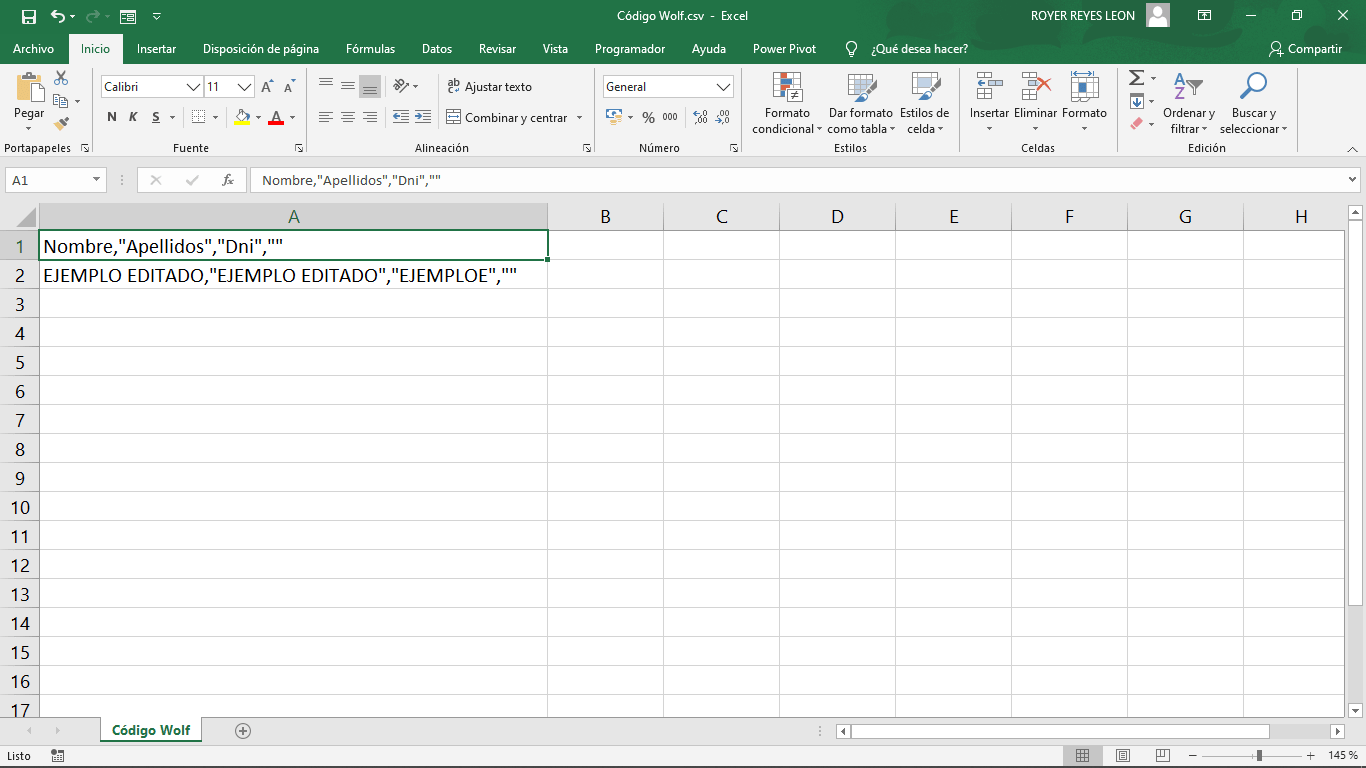 Código Wolf.csv - Excel
ROYER REYES LEON
Archivo Inicio Insertar Disposición de página Fórmulas Datos Revisar Vista Programador Ayuda Power Pivot ¿Qué desea hacer? Compartir
Pegar
Calibri 11
N K S
A A
ab Ajustar texto
Combinar y centrar
General
% 000
Formato condicional
Dar formato como tabla
Estilos de celda
Insertar Eliminar Formato
Ordenar y filtrar
Buscar y seleccionar
Portapapeles Fuente Alineación Número Estilos Celdas Edición
A1 fx Nombre,"Apellidos","Dni",""
A B C D E F G H
1 Nombre,"Apellidos","Dni",""
2 EJEMPLO EDITADO,"EJEMPLO EDITADO","EJEMPLOE",""
3
4
5
6
7
8
9
10
11
12
13
14
15
16
17
Código Wolf
Listo 145 %